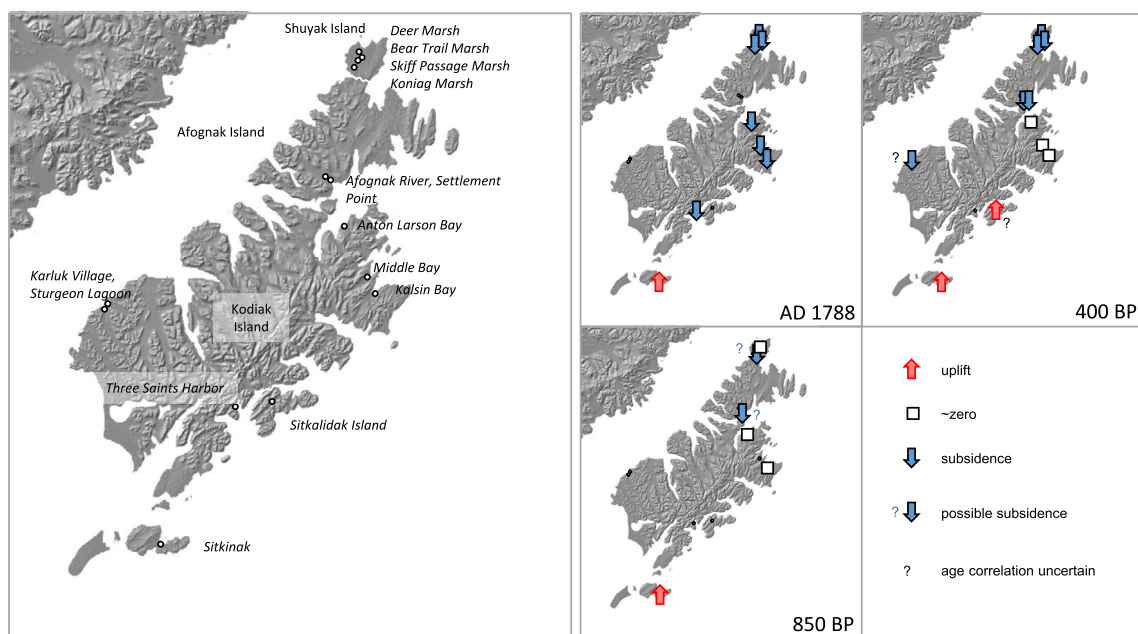 Shuyak Island
Deer Marsh
Bear Trail Marsh
Skiff Passage Marsh
Koniag Marsh
Afognak Island
Afognak River, Settlement
Point
Anton Larson Bay
Middle Bay
Kalsin Bay
Karluk Village,
Sturgeon Lagoon
Kodiak
Island
Three Saints Harbor
Sitkalidak Island
Sitkinak
AD 1788
?
?
400 BP
?
?
850 BP
uplift
~zero
subsidence
? possible subsidence
? age correlation uncertain